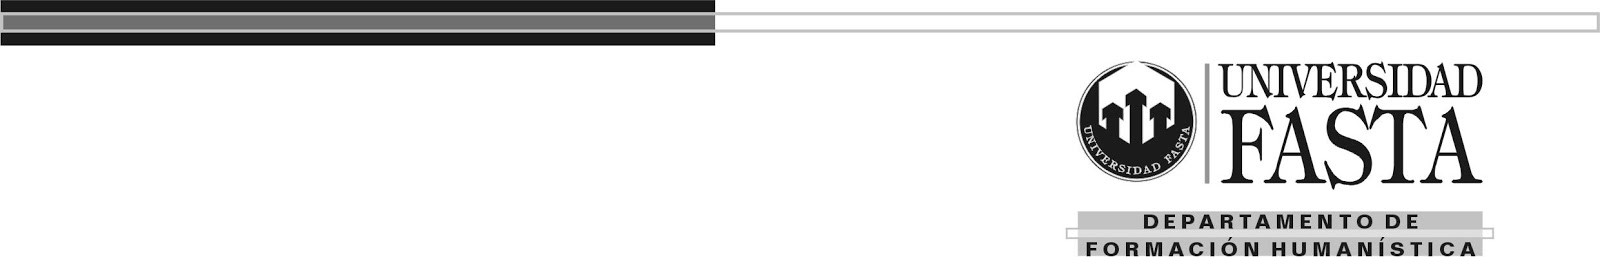 UNIVERSIDAD
FASTA
UNIVERSIDAD FASTA
DEPARTAMENTO DE
FORMACIÓN HUMANÍSTICA